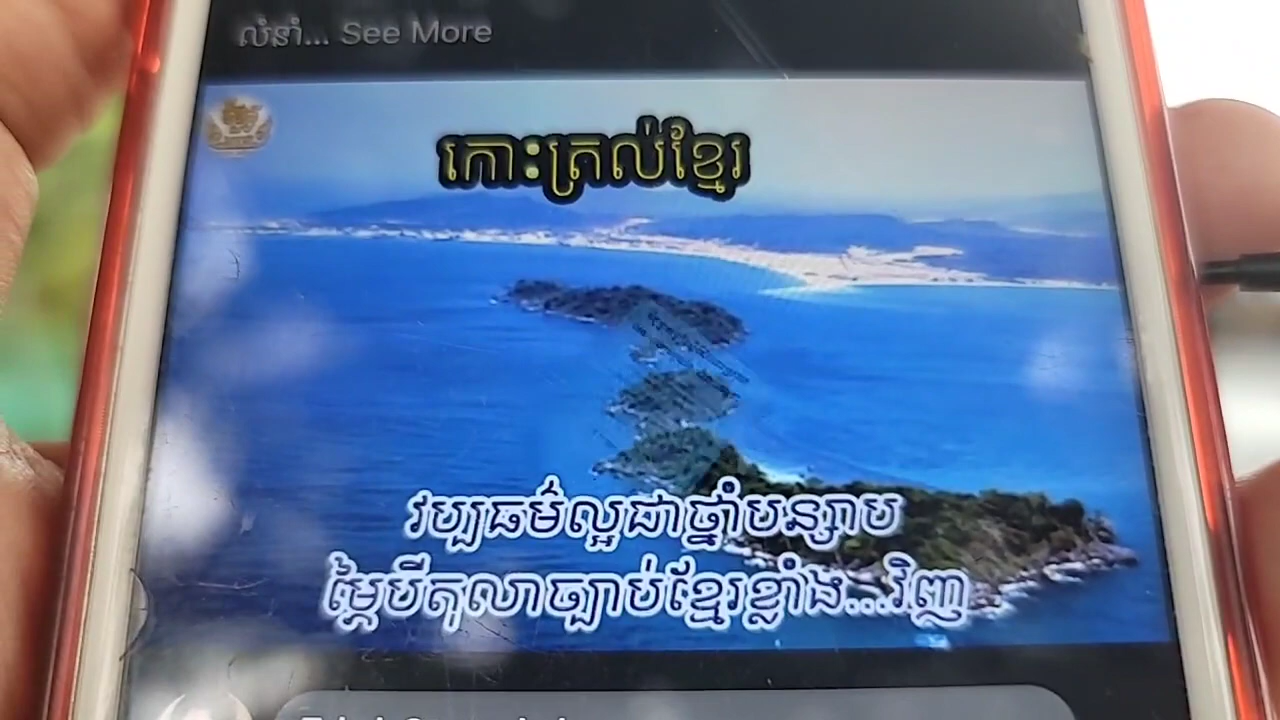 លំនាំ... See More
កោះត្រល់ខ្មែរ
វប្បធម៌ល្អជាថ្នាំបន្សាប
ម្ភៃបីតុលាច្បាប់ខ្មែរខ្លាំង...វិញ